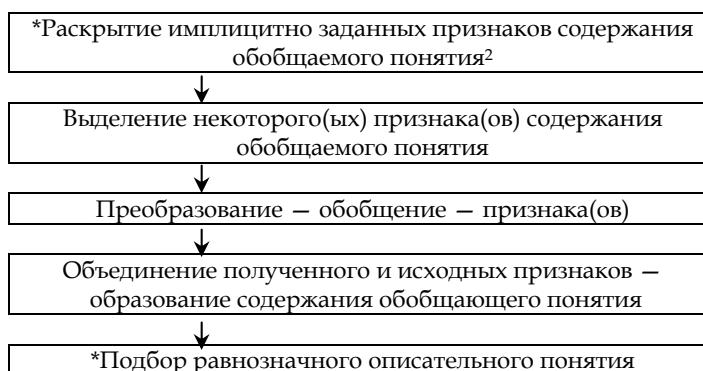 *Раскрытие имплицитно заданных признаков содержания
обобщаемого понятия²
Выделение некоторого(ых) признака(ов) содержания
обобщаемого понятия
Преобразование — обобщение — признака(ов)
Объединение полученного и исходных признаков —
образование содержания обобщающего понятия
*Подбор равнозначного описательного понятия